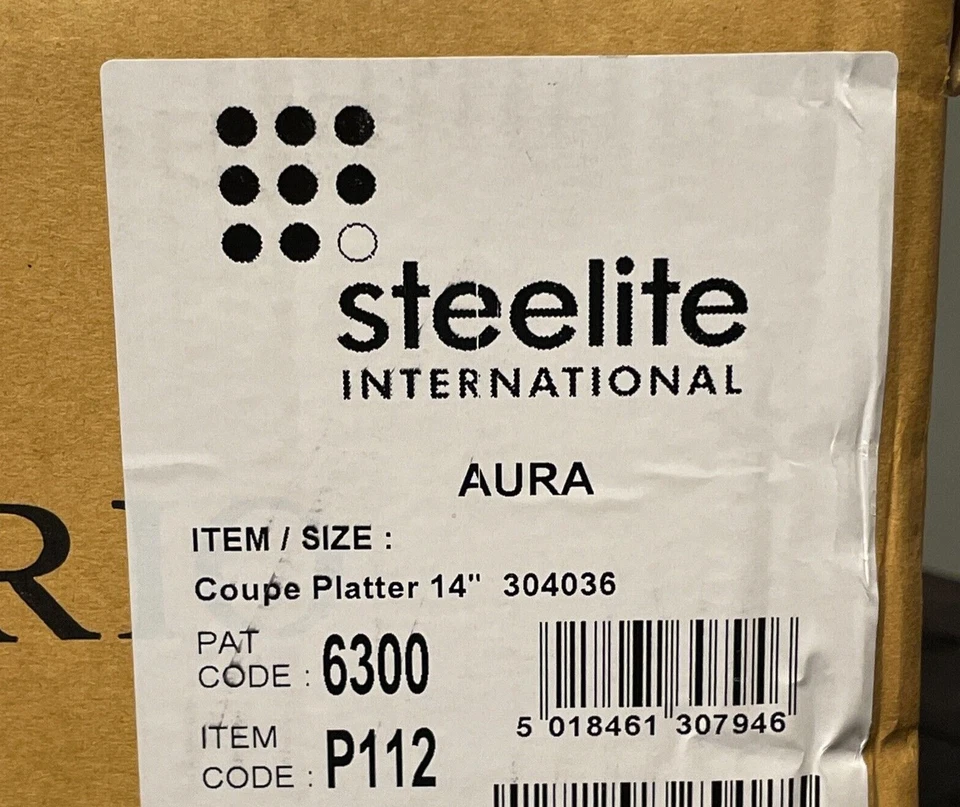 steelite
INTERNATIONAL
AURA
ITEM / SIZE :
Coupe Platter 14" 304036
PAT
CODE : 6300
5 018461 307946
ITEM
CODE : P112